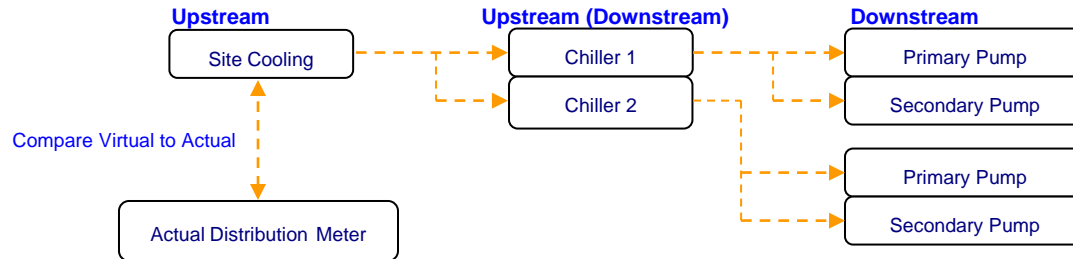 Upstream
Upstream (Downstream)
Downstream
Site Cooling
Chiller 1
Primary Pump
Chiller 2
Secondary Pump
Compare Virtual to Actual
Primary Pump
Secondary Pump
Actual Distribution Meter